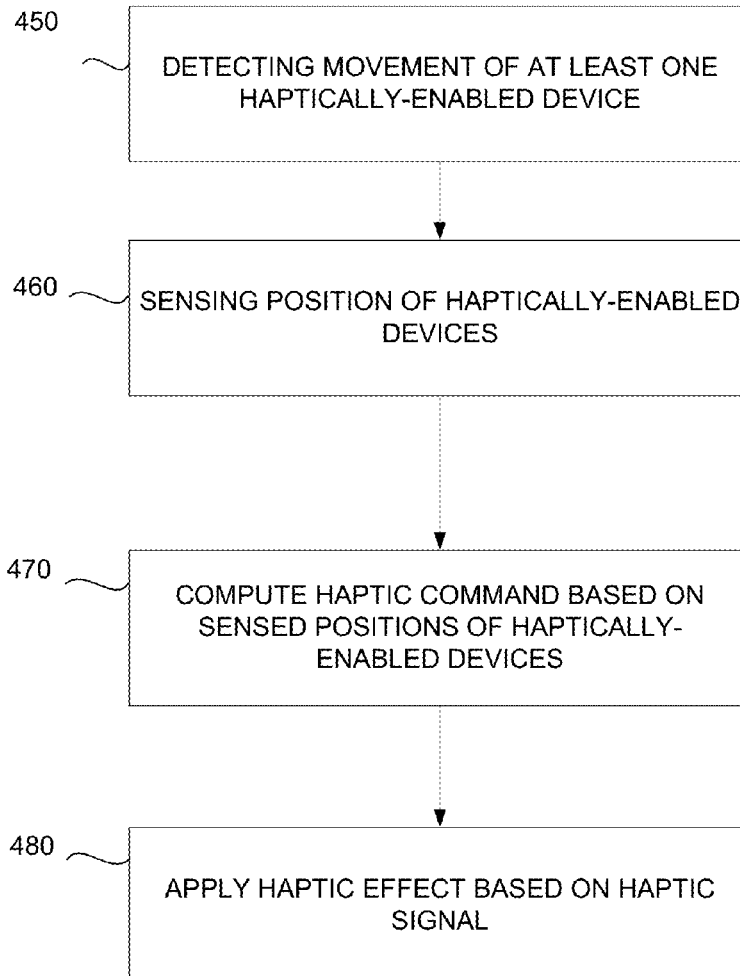 450
DETECTING MOVEMENT OF AT LEAST ONE
HAPTICALLY-ENABLED DEVICE
460
SENSING POSITION OF HAPTICALLY-ENABLED
DEVICES
470
COMPUTE HAPTIC COMMAND BASED ON
SENSED POSITIONS OF HAPTICALLY-
ENABLED DEVICES
480
APPLY HAPTIC EFFECT BASED ON HAPTIC
SIGNAL